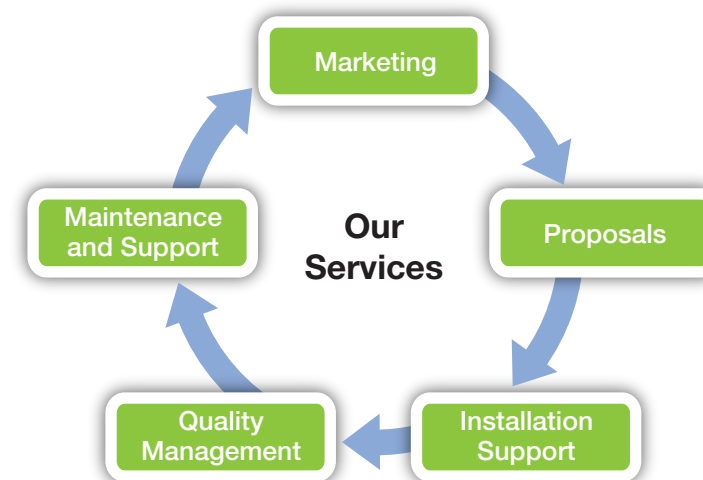 Marketing
Proposals
Installation
Support
Quality
Management
Maintenance
and Support
Our
Services